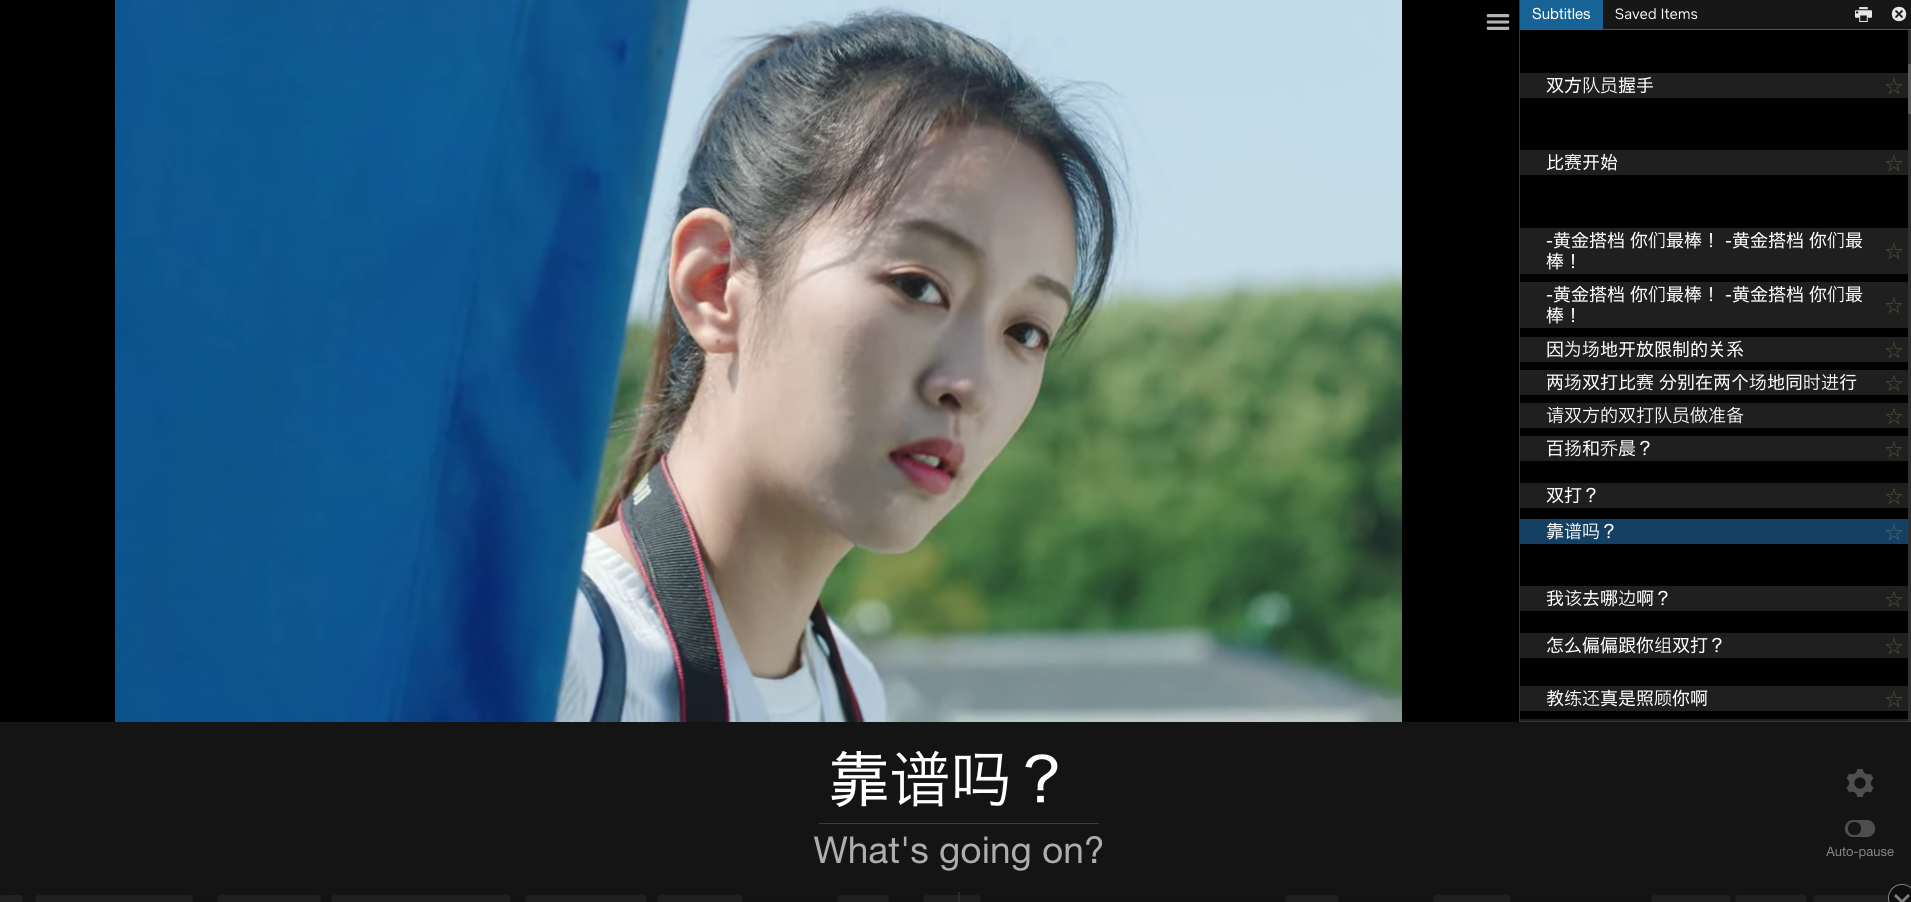 Subtitles
Saved Items
双方队员握手
比赛开始
-黄金搭档 你们最棒！ -黄金搭档 你们最
棒！
-黄金搭档 你们最棒！ -黄金搭档 你们最
棒！
因为场地开放限制的关系
两场双打比赛 分别在两个场地同时进行
请双方的双打队员做准备
百扬和乔晨？
双打？
靠谱吗？
我该去哪边啊？
怎么偏偏跟你组双打？
教练还真是照顾你啊
靠谱吗？
What's going on?
Auto-pause